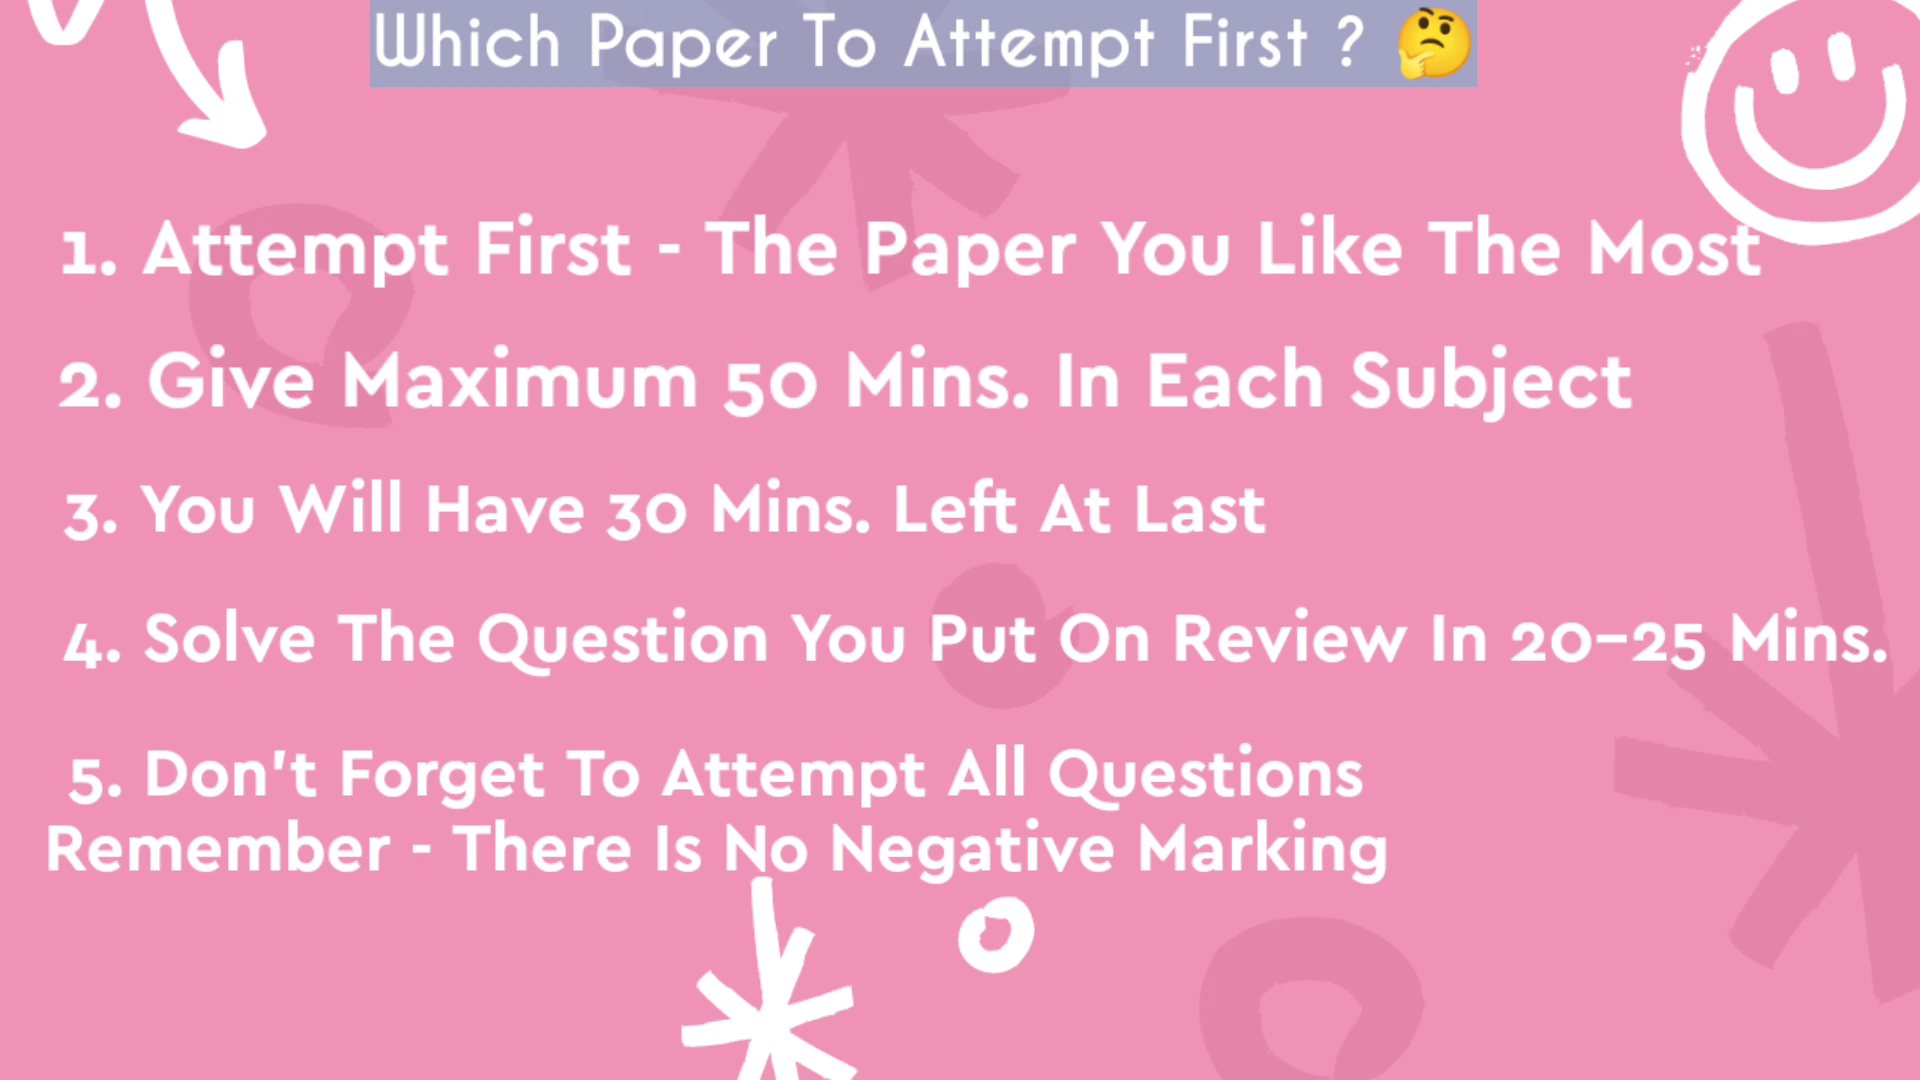 Which Paper To Attempt First ? 🤔
1. Attempt First - The Paper You Like The Most
2. Give Maximum 50 Mins. In Each Subject
3. You Will Have 30 Mins. Left At Last
4. Solve The Question You Put On Review In 20-25 Mins.
5. Don't Forget To Attempt All Questions
Remember - There Is No Negative Marking